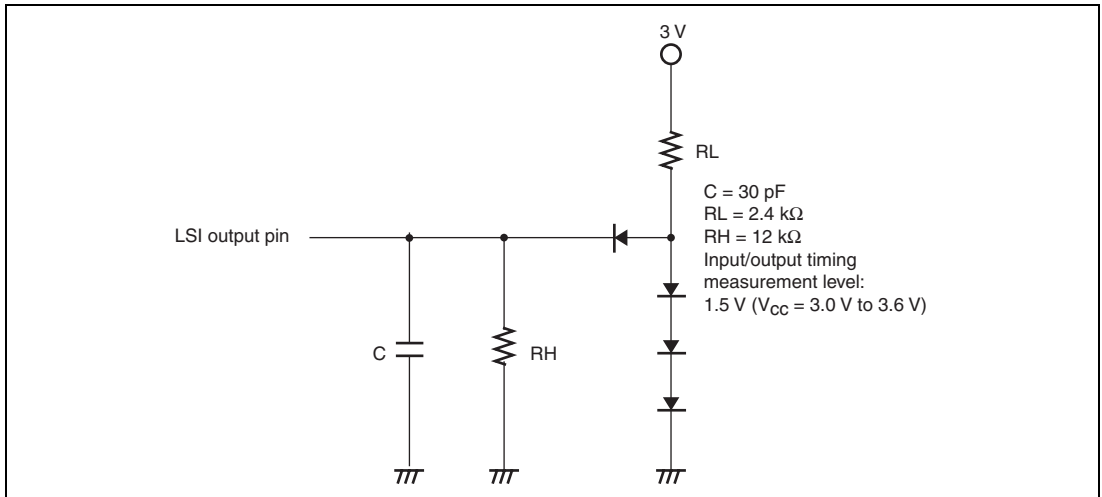 3 V
RL
C = 30 pF
RL = 2.4 kΩ
RH = 12 kΩ
Input/output timing
measurement level:
1.5 V (VCC = 3.0 V to 3.6 V)
LSI output pin
C
RH